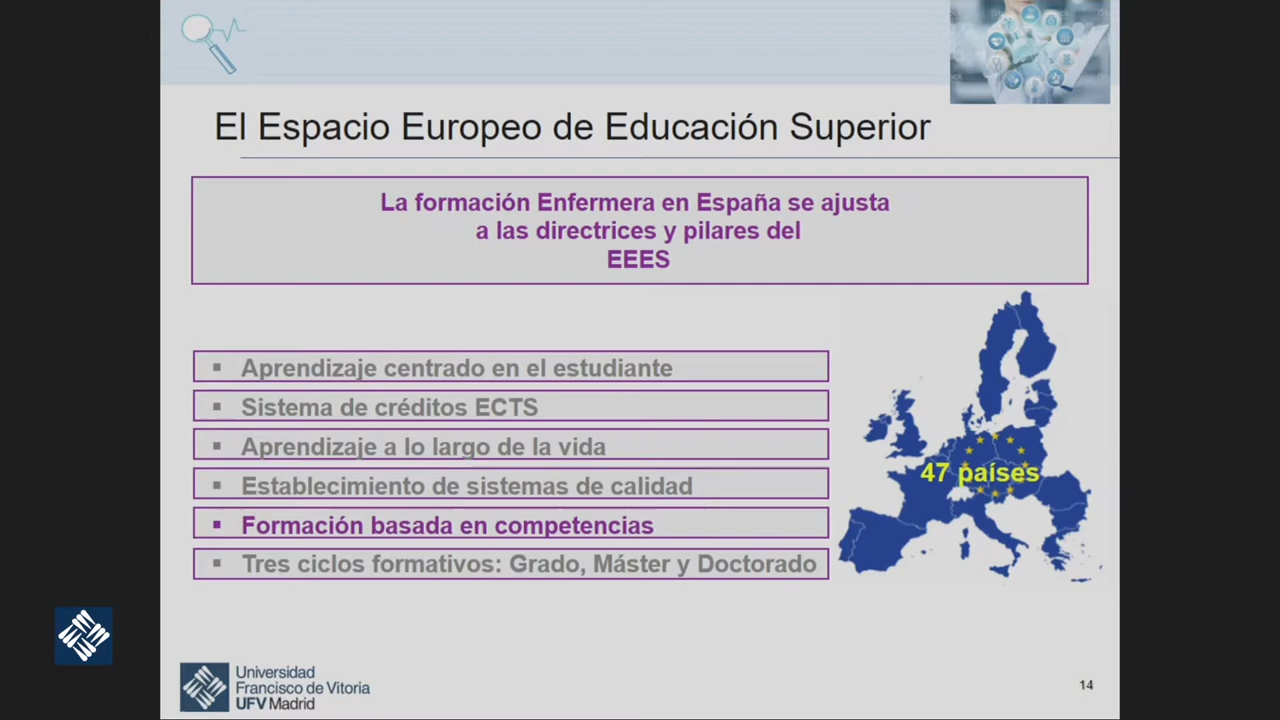 El Espacio Europeo de Educación Superior
La formación Enfermera en España se ajusta
a las directrices y pilares del
EEES
▪ Aprendizaje centrado en el estudiante
▪ Sistema de créditos ECTS
▪ Aprendizaje a lo largo de la vida
▪ Establecimiento de sistemas de calidad
▪ Formación basada en competencias
▪ Tres ciclos formativos: Grado, Máster y Doctorado
47 países
Universidad
Francisco de Vitoria
UFV Madrid
14